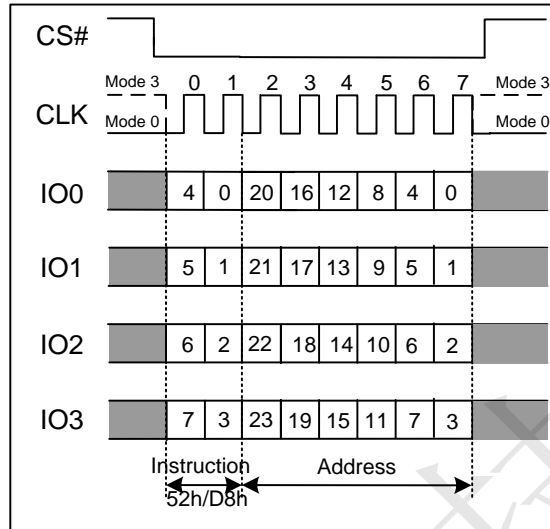 CS#
Mode 3 0 1 2 3 4 5 6 7 Mode 3
CLK
Mode 0 Mode 0
IO0 4 0 20 16 12 8 4 0
IO1 5 1 21 17 13 9 5 1
IO2 6 2 22 18 14 10 6 2
IO3 7 3 23 19 15 11 7 3
Instruction Address
52h/D8h